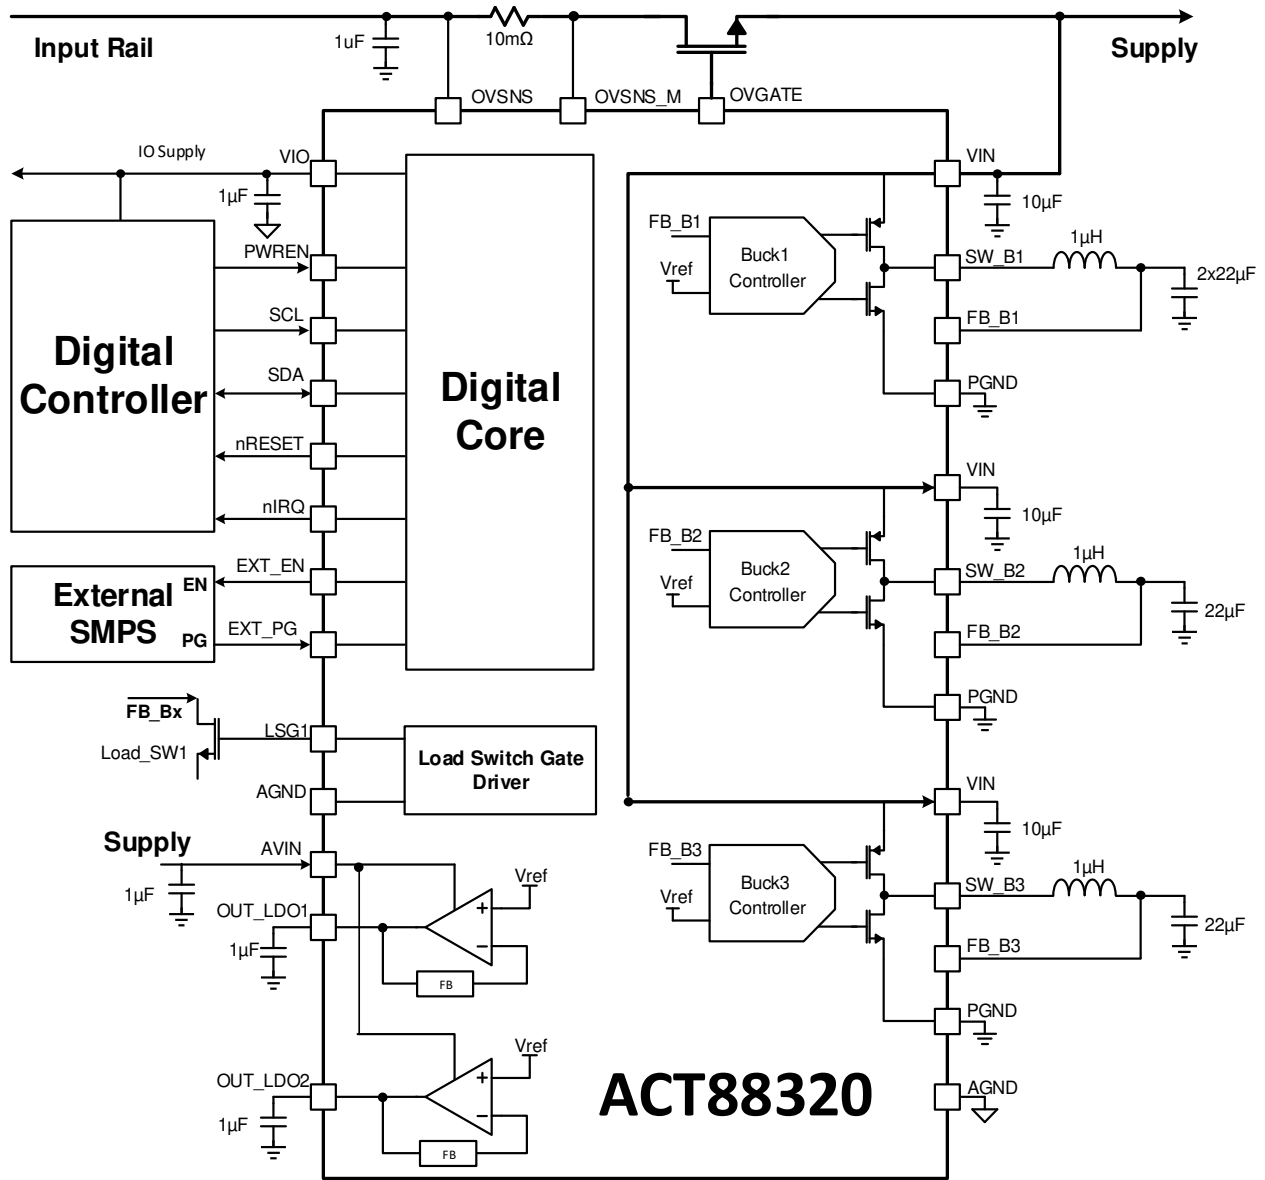 Input Rail
1uF
10mΩ
Supply
OVSNS
OVSNS_M
OVGATE
IO Supply
VIO
1µF
PWREN
SCL
SDA
nRESET
nIRQ
Digital
Controller
Digital
Core
EXT_EN
EN
External
SMPS
PG
EXT_PG
FB_Bx
Load_SW1
LSG1
Load Switch Gate
Driver
AGND
Supply
AVIN
1µF
Vref
+
−
OUT_LDO1
1µF
FB
Vref
+
−
OUT_LDO2
1µF
FB
VIN
10µF
FB_B1
Vref
Buck1
Controller
SW_B1
1µH
2x22µF
FB_B1
PGND
VIN
10µF
FB_B2
Vref
Buck2
Controller
SW_B2
1µH
22µF
FB_B2
PGND
VIN
10µF
FB_B3
Vref
Buck3
Controller
SW_B3
1µH
22µF
FB_B3
PGND
AGND
ACT88320